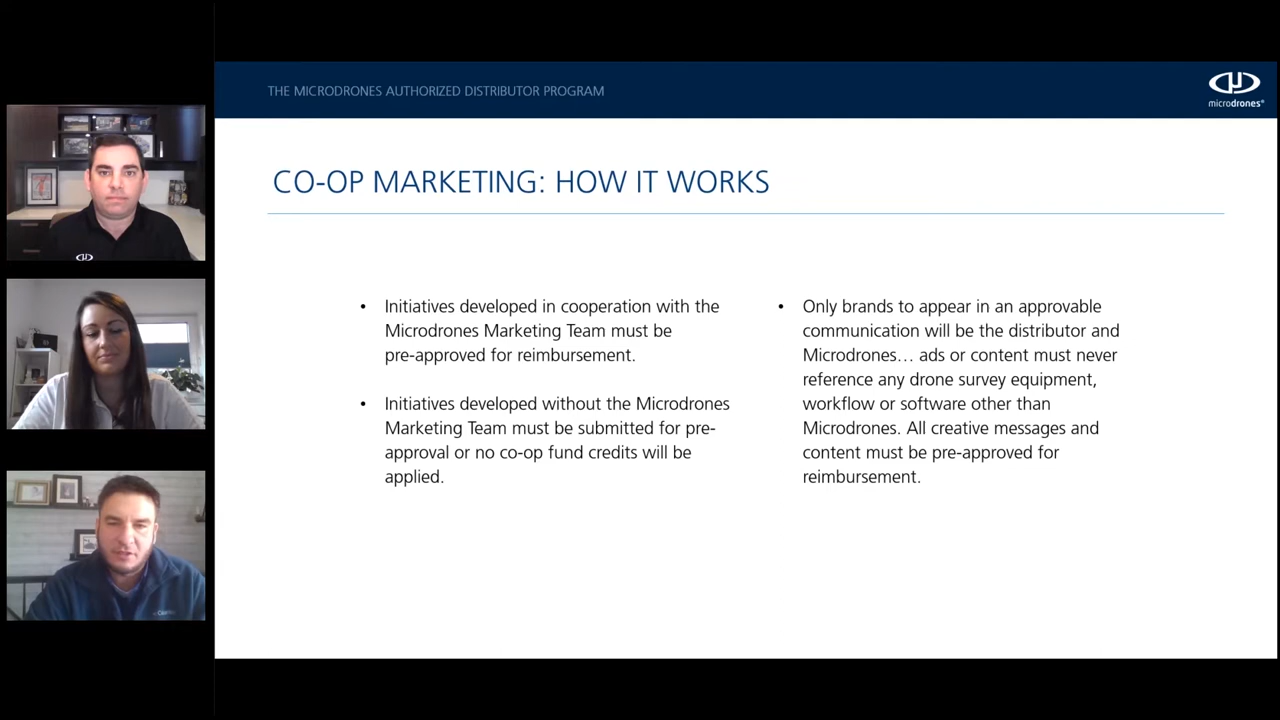 THE MICRODRONES AUTHORIZED DISTRIBUTOR PROGRAM
microdrones®
CO-OP MARKETING: HOW IT WORKS
• Initiatives developed in cooperation with the
Microdrones Marketing Team must be
pre-approved for reimbursement.
• Initiatives developed without the Microdrones
Marketing Team must be submitted for pre-
approval or no co-op fund credits will be
applied.
• Only brands to appear in an approvable
communication will be the distributor and
Microdrones... ads or content must never
reference any drone survey equipment,
workflow or software other than
Microdrones. All creative messages and
content must be pre-approved for
reimbursement.